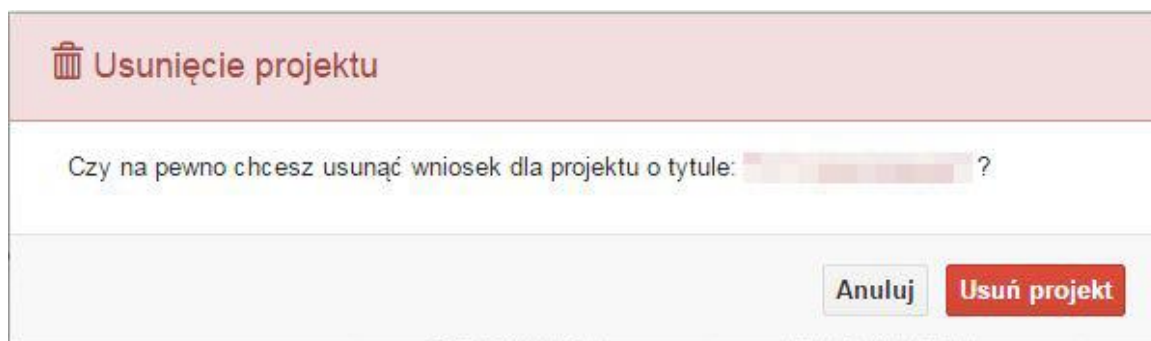 Usunięcie projektu
Czy na pewno chcesz usunąć wniosek dla projektu o tytule: ?
Anuluj Usuń projekt